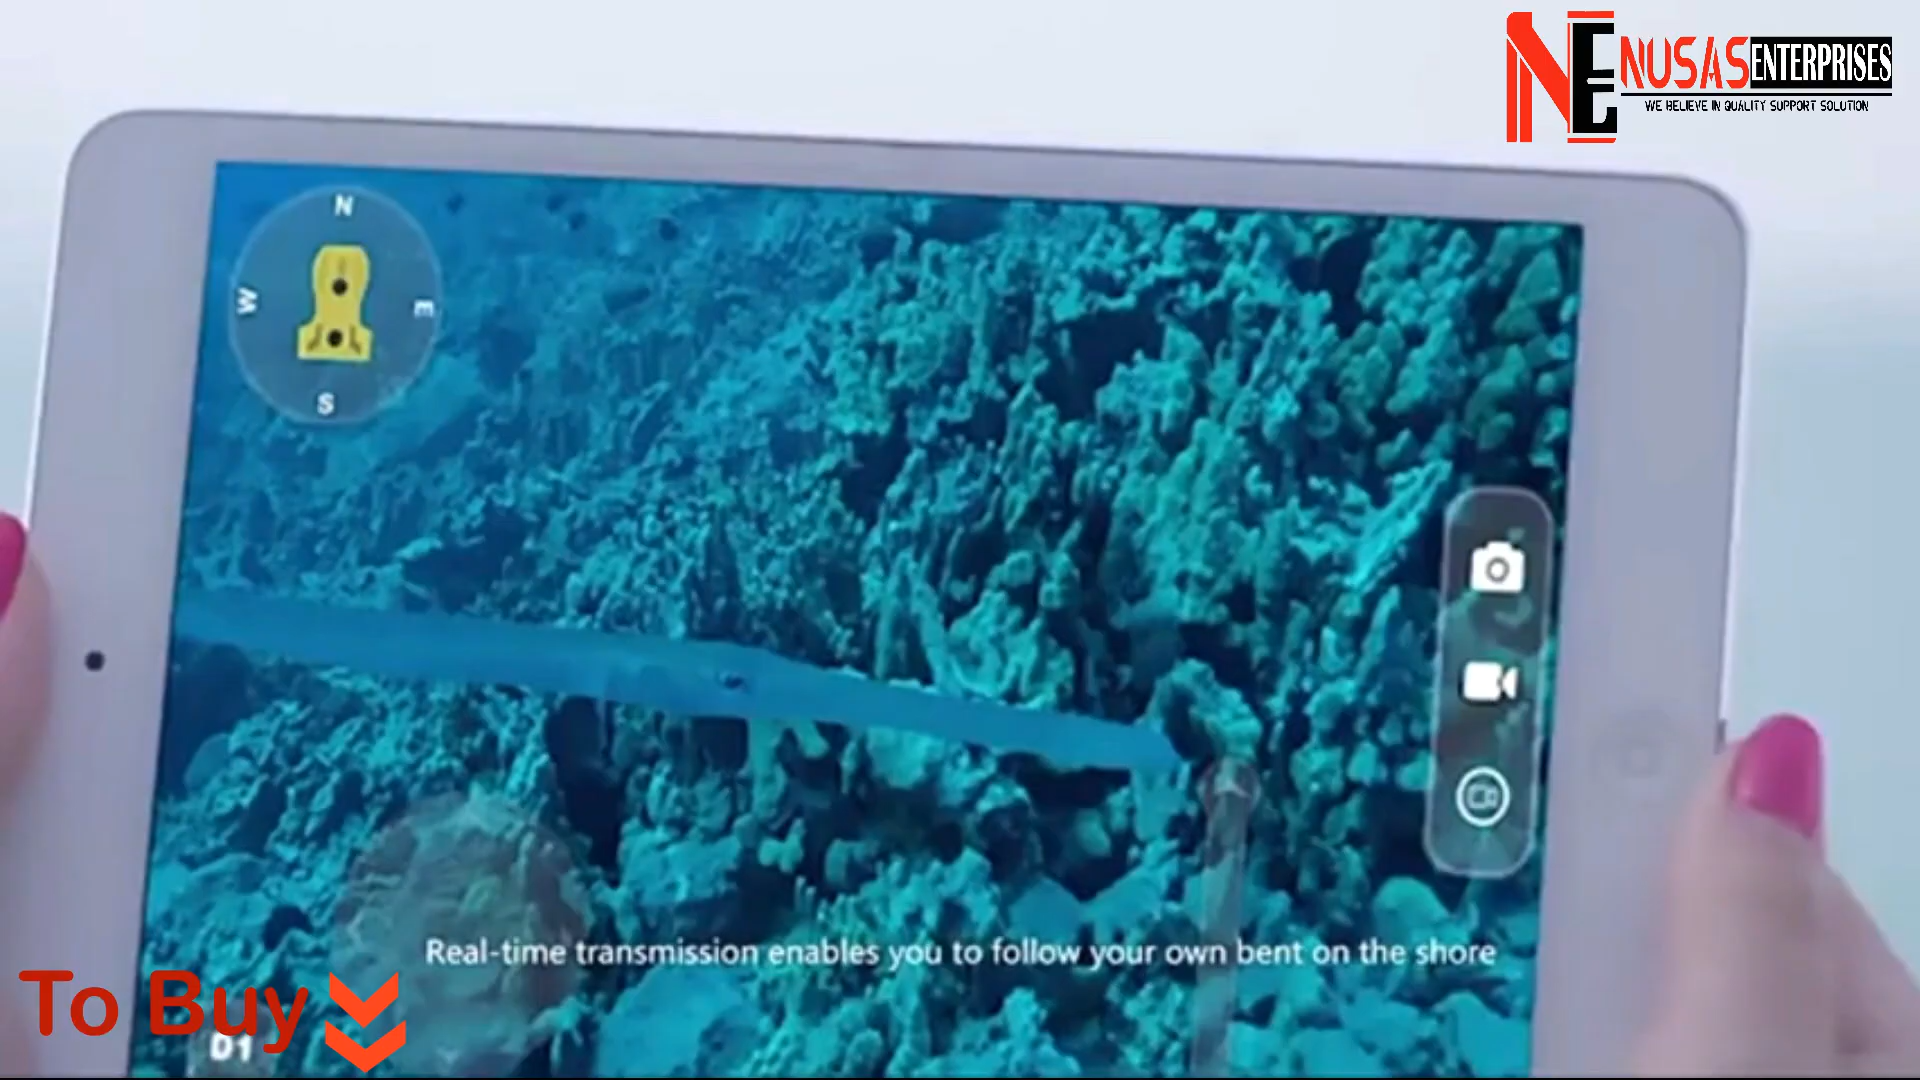 NE NUSAS ENTERPRISES
WE BELIEVE IN QUALITY SUPPORT SOLUTION
N
W E
S
Real-time transmission enables you to follow your own bent on the shore
To Buy
D1